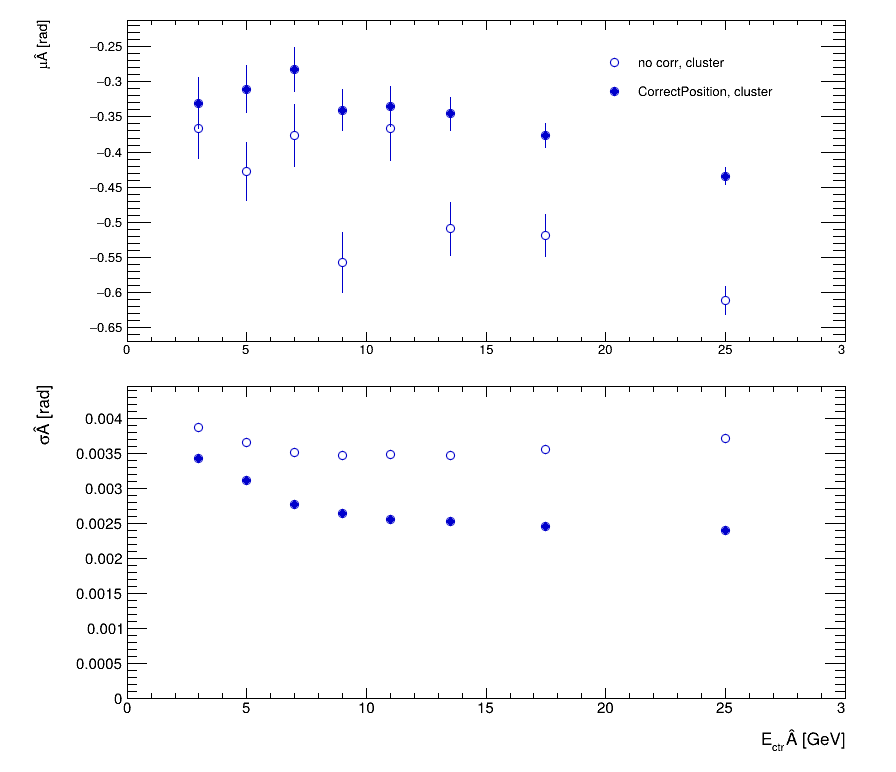 μÂ [rad]
−0.25
−0.3
−0.35
−0.4
−0.45
−0.5
−0.55
−0.6
−0.65
no corr, cluster
CorrectPosition, cluster
0 5 10 15 20 25 3
σÂ [rad]
0.004
0.0035
0.003
0.0025
0.002
0.0015
0.001
0.0005
0
0 5 10 15 20 25 3
E_ctr Â [GeV]